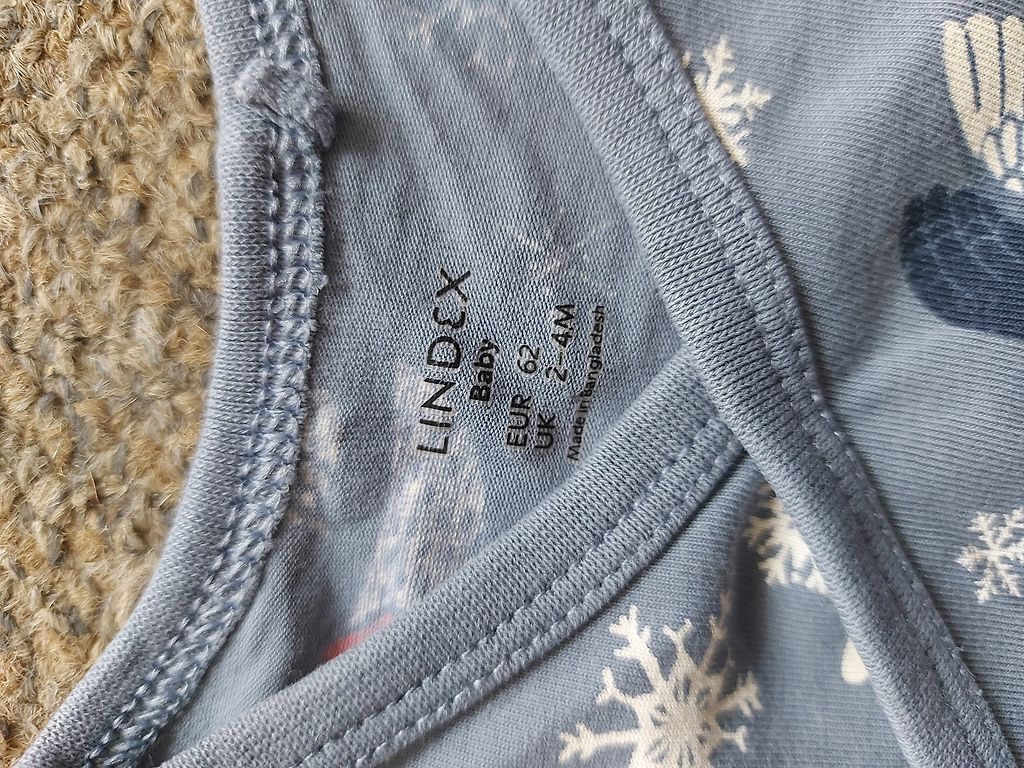 LINDEX
Baby
EUR 62
UK 2-4M
Made in Bangladesh